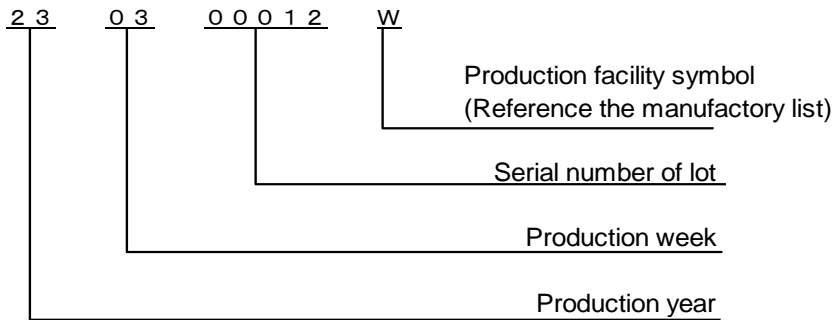 ２３ ０３ ０００１２ W
Production facility symbol
(Reference the manufactory list)
Serial number of lot
Production week
Production year